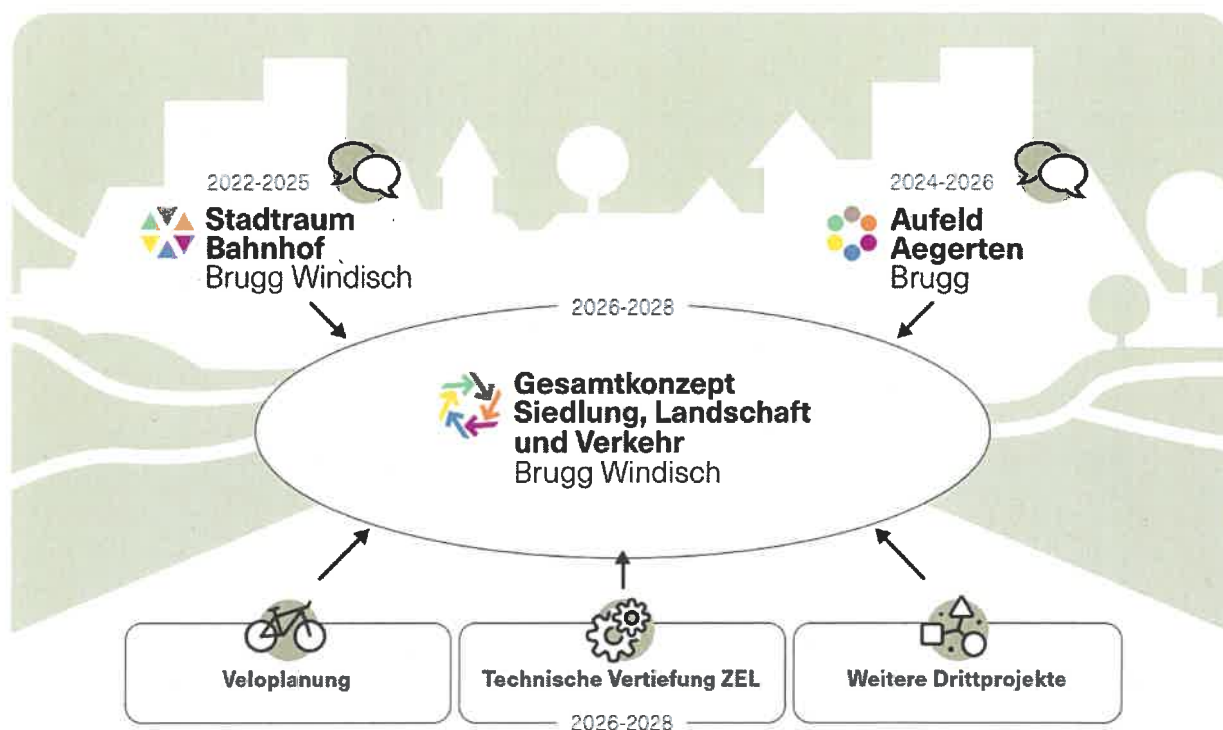 2022-2025
Stadtraum
Bahnhof
Brugg Windisch
2024-2026
Aufeld
Aegerten
Brugg
2026-2028
Gesamtkonzept
Siedlung, Landschaft
und Verkehr
Brugg Windisch
Veloplanung
Technische Vertiefung ZEL
Weitere Drittprojekte
2026-2028